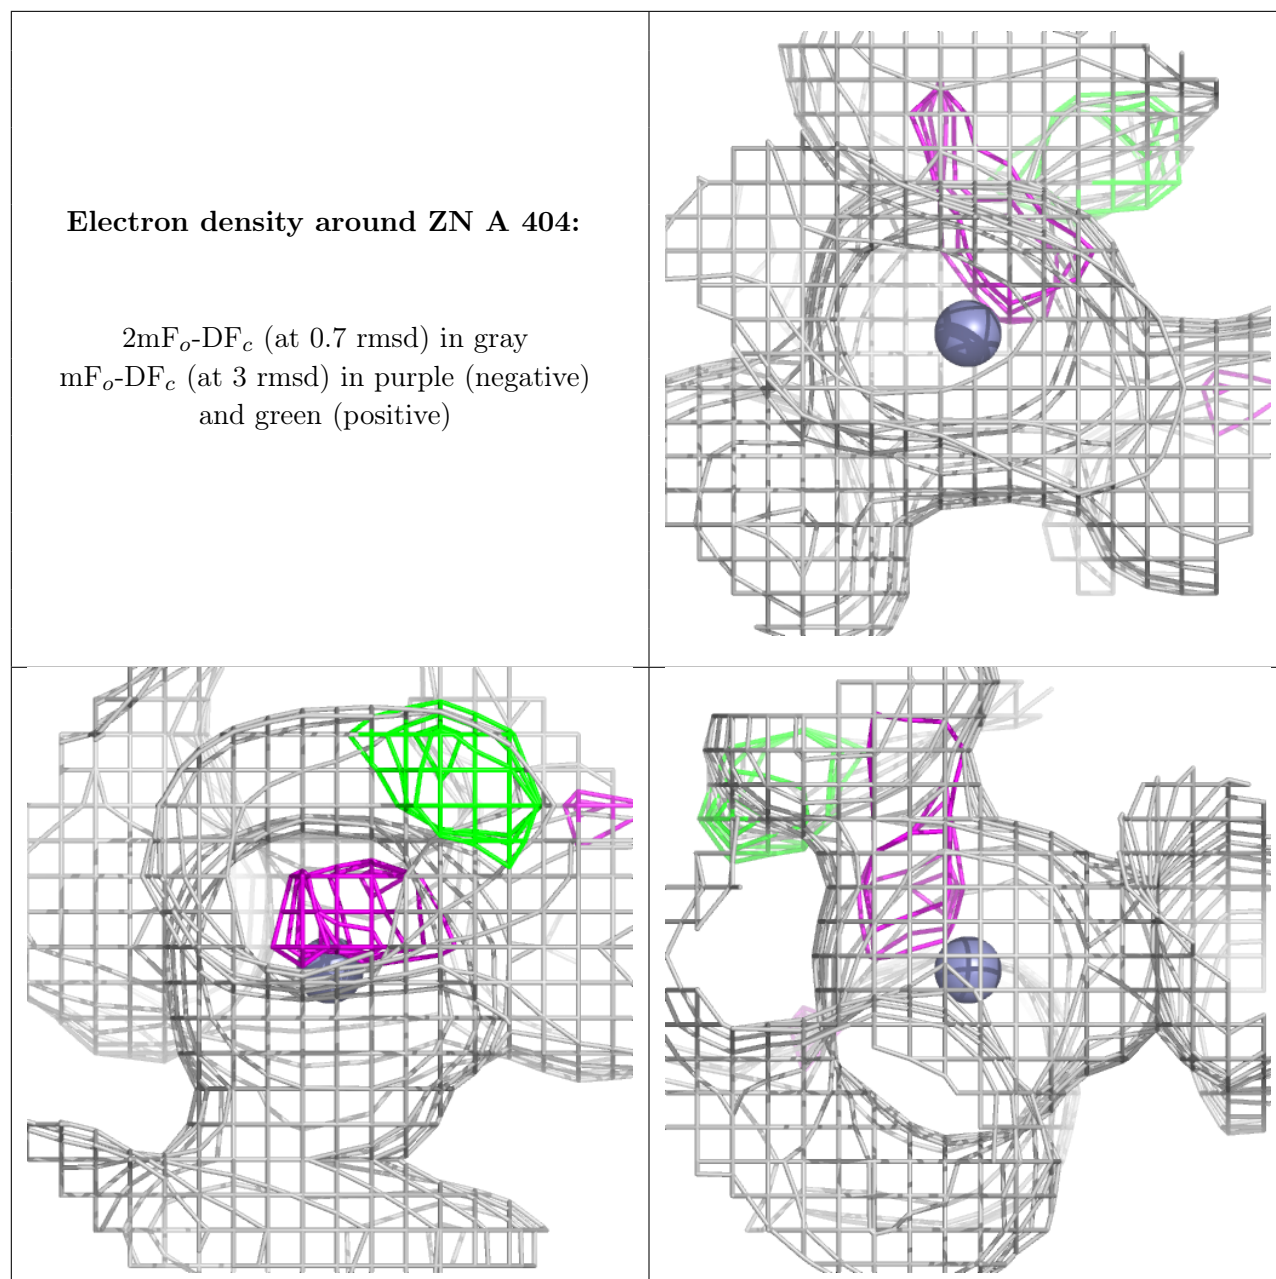 Electron density around ZN A 404:
2mFo-DFc (at 0.7 rmsd) in gray
mFo-DFc (at 3 rmsd) in purple (negative)
and green (positive)